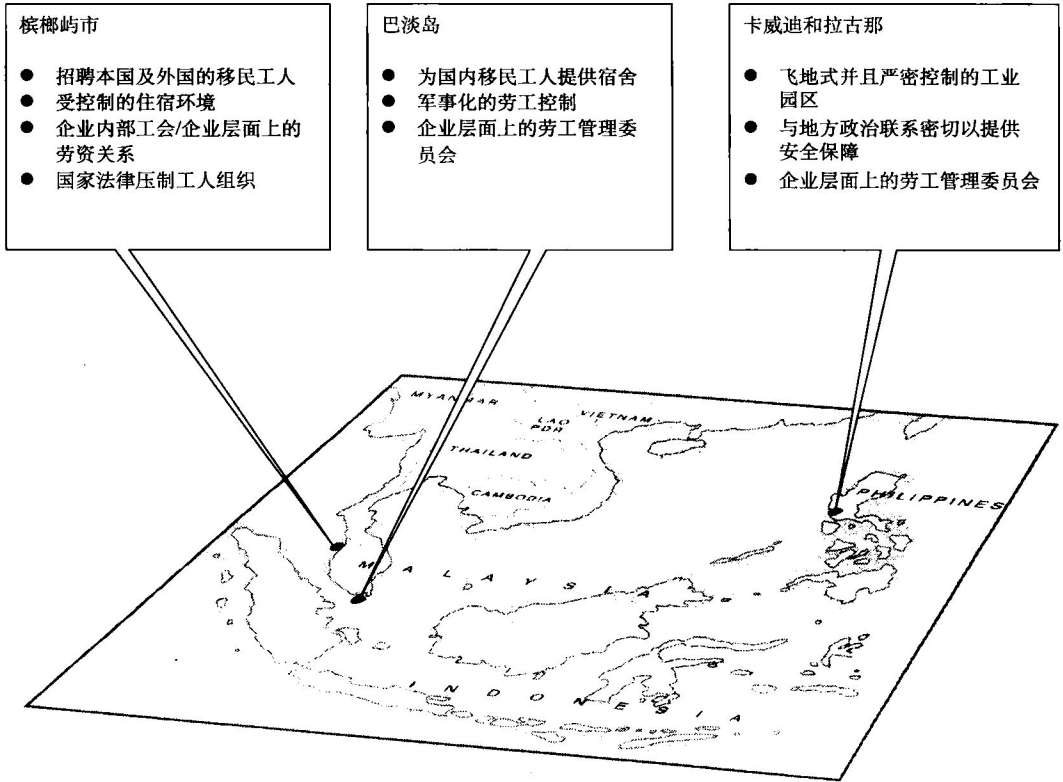 槟榔屿市
● 招聘本国及外国的移民工人
● 受控制的住宿环境
● 企业内部工会/企业层面上的
劳资关系
● 国家法律压制工人组织
巴淡岛
● 为国内移民工人提供宿舍
● 军事化的劳工控制
● 企业层面上的劳工管理委
员会
卡威迪和拉古那
● 飞地式并且严密控制的工业
园区
● 与地方政治联系密切以提供
安全保障
● 企业层面上的劳工管理委员会
MYANMAR
LAO
PDR
VIETNAM
THAILAND
CAMBODIA
PHILIPPINES
MALAYSIA
INDONESIA